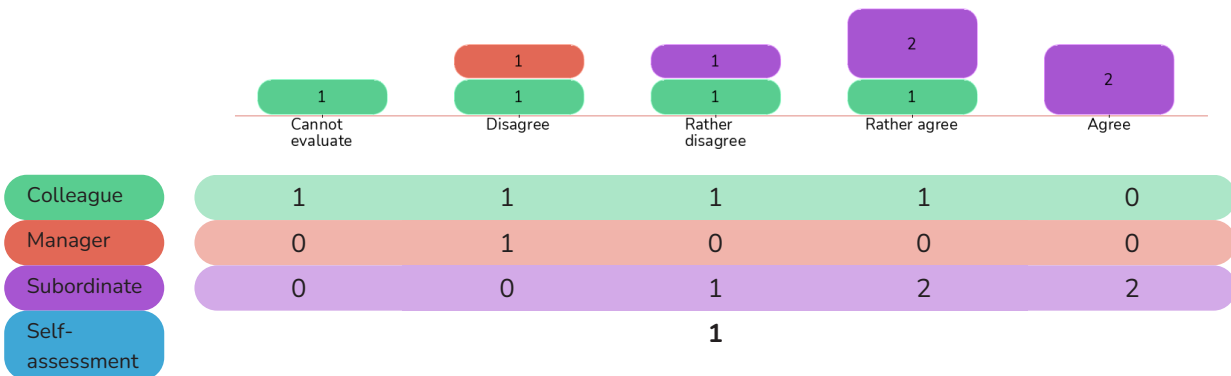 2
1 1 2
1 1 1 1
Cannot evaluate Disagree Rather disagree Rather agree Agree
Colleague 1 1 1 1 0
Manager 0 1 0 0 0
Subordinate 0 0 1 2 2
Self- 1
assessment